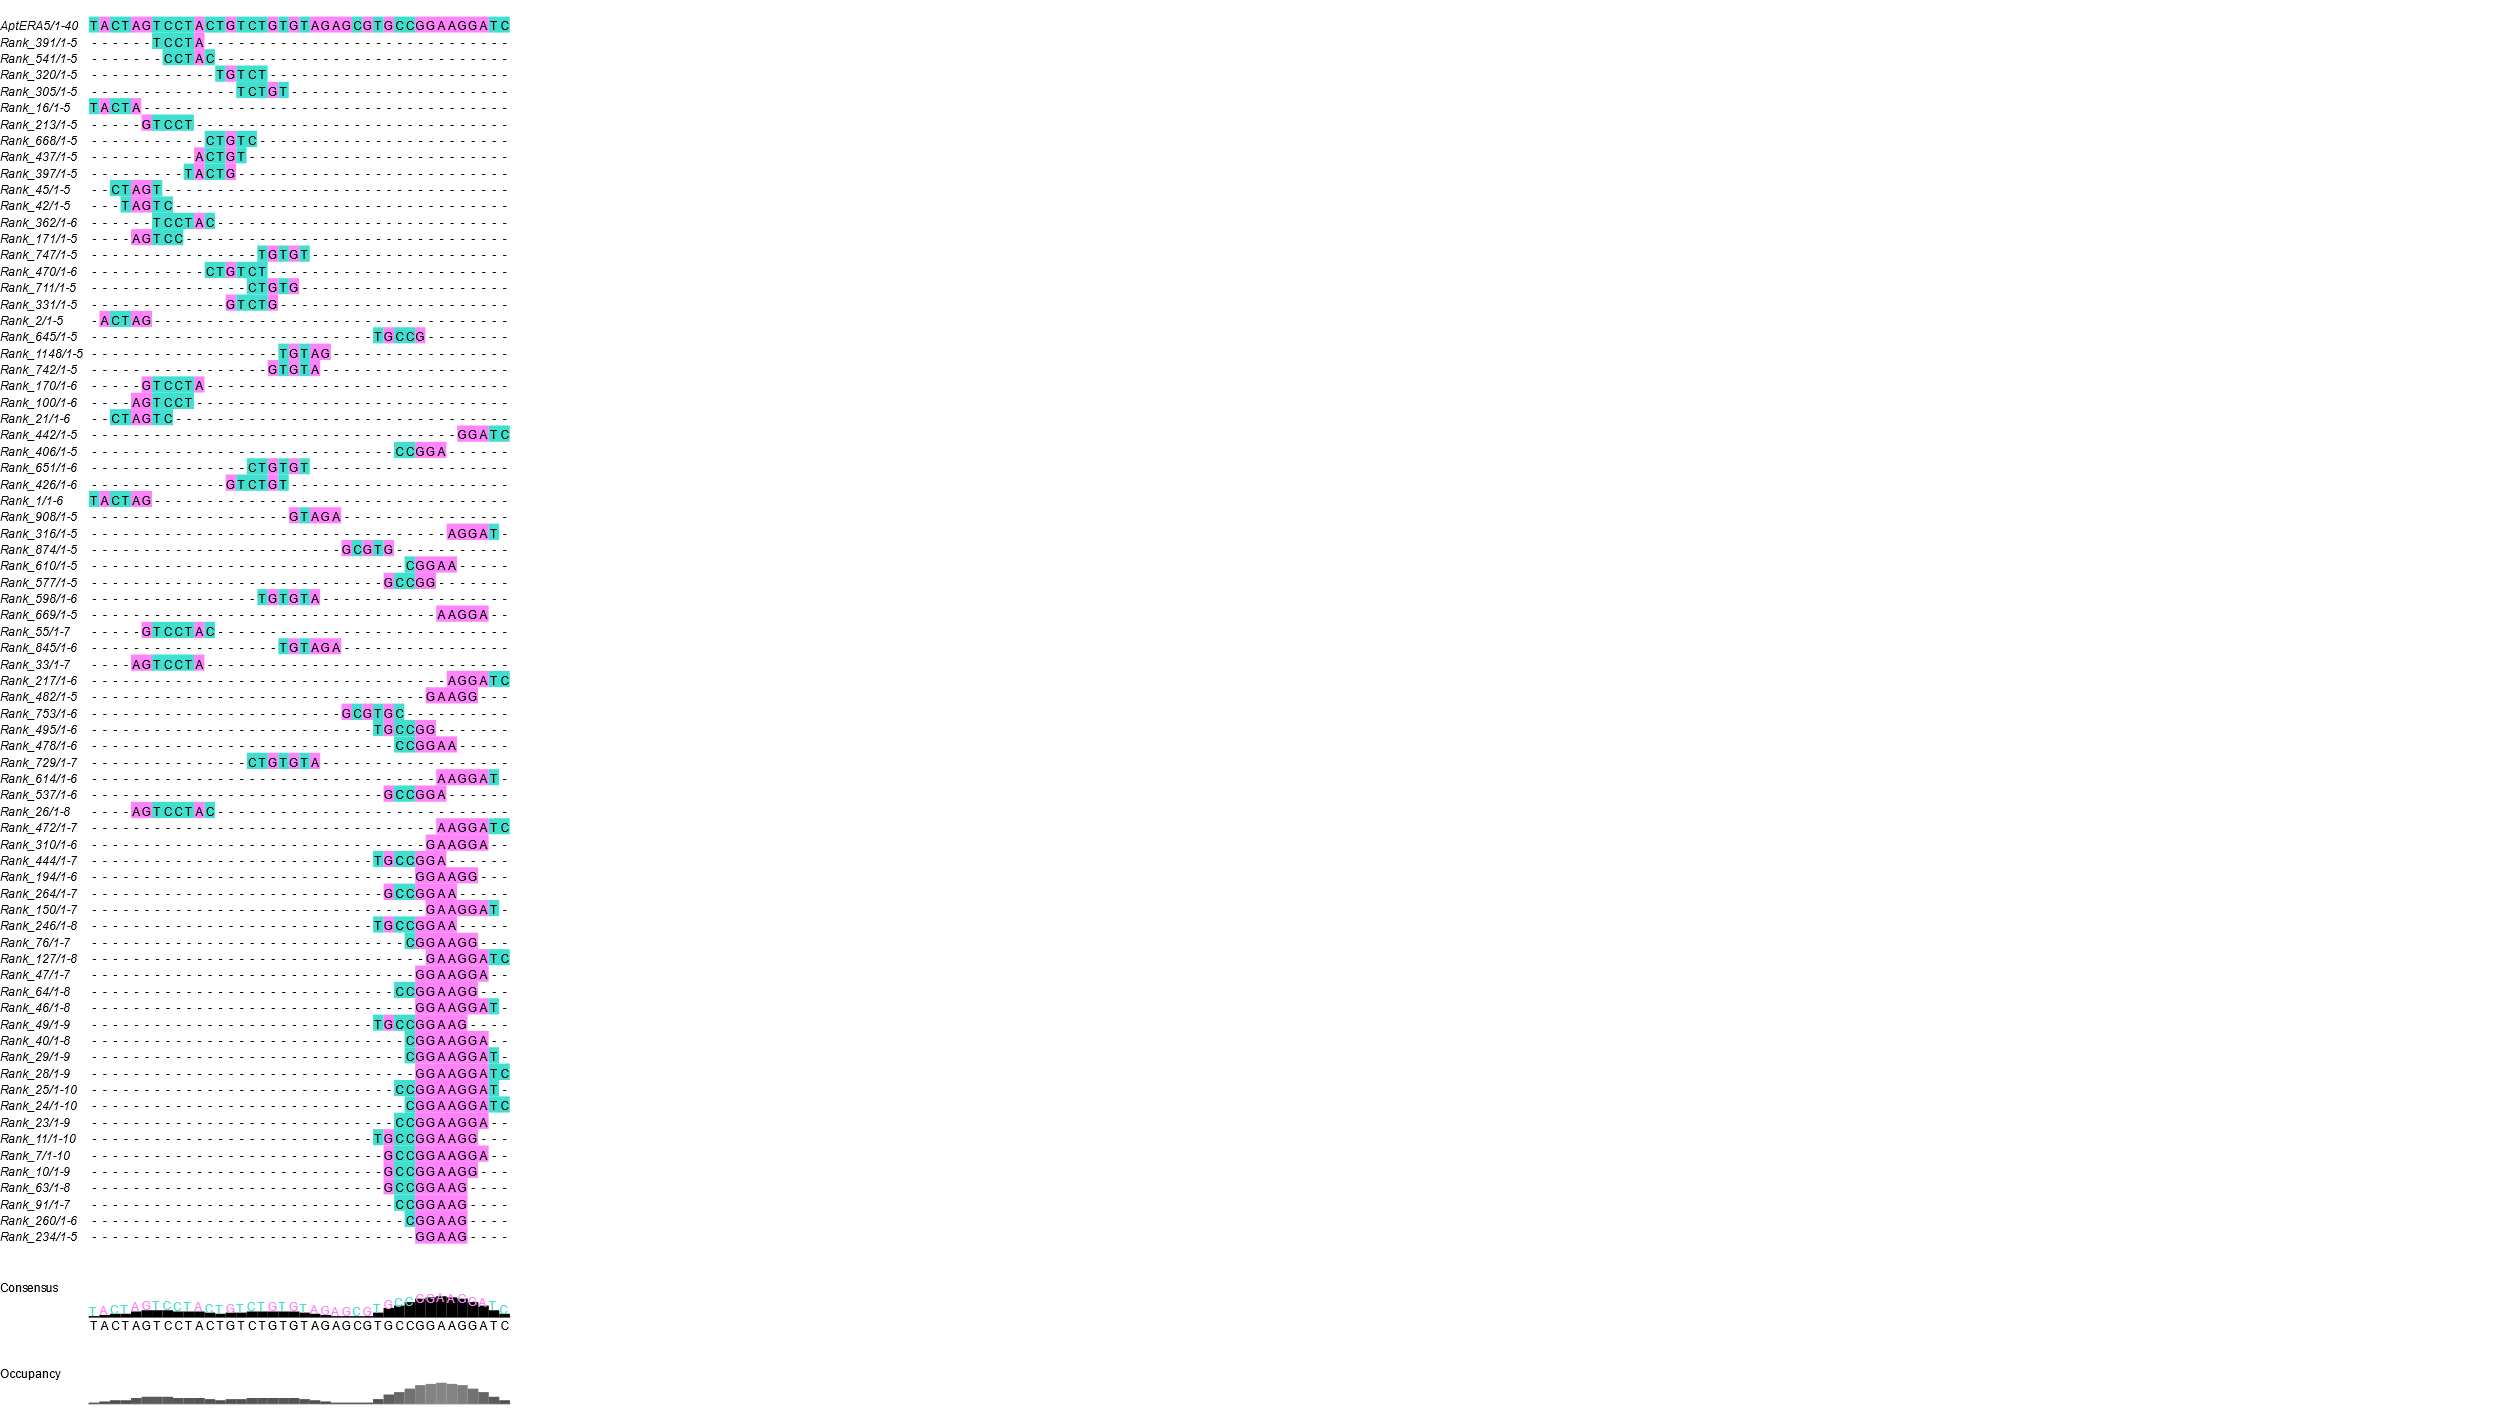 AptERA5/1-40 TACTAGTCCTACTGTCTGTGTAGAGCGTGCCGGAAGGATC
Rank_391/1-5 ------TCCTA-----------------------------
Rank_541/1-5 -------CCTAC----------------------------
Rank_320/1-5 ------------TGTCT-----------------------
Rank_305/1-5 --------------TCTGT---------------------
Rank_16/1-5 TACTA-----------------------------------
Rank_213/1-5 -----GTCCT------------------------------
Rank_668/1-5 -----------CTGTC------------------------
Rank_437/1-5 ----------ACTGT-------------------------
Rank_397/1-5 ---------TACTG--------------------------
Rank_45/1-5 --CTAGT---------------------------------
Rank_42/1-5 ---TAGTC--------------------------------
Rank_362/1-6 ------TCCTAC----------------------------
Rank_171/1-5 ----AGTCC-------------------------------
Rank_747/1-5 ----------------TGTGT-------------------
Rank_470/1-6 -----------CTGTCT-----------------------
Rank_711/1-5 ---------------CTGTG--------------------
Rank_331/1-5 -------------GTCTG----------------------
Rank_2/1-5 -ACTAG----------------------------------
Rank_645/1-5 ---------------------------TGCCG--------
Rank_1148/1-5 ------------------TGTAG-----------------
Rank_742/1-5 -----------------GTGTA------------------
Rank_170/1-6 -----GTCCTA-----------------------------
Rank_100/1-6 ----AGTCCT------------------------------
Rank_21/1-6 --CTAGTC--------------------------------
Rank_442/1-5 -----------------------------------GGATC
Rank_406/1-5 -----------------------------CCGGA------
Rank_651/1-6 ---------------CTGTGT-------------------
Rank_426/1-6 -------------GTCTGT---------------------
Rank_1/1-6 TACTAG----------------------------------
Rank_908/1-5 -------------------GTAGA----------------
Rank_316/1-5 ----------------------------------AGGAT-
Rank_874/1-5 ------------------------GCGTG-----------
Rank_610/1-5 ------------------------------CGGAA-----
Rank_577/1-5 ----------------------------GCCGG-------
Rank_598/1-6 ----------------TGTGTA------------------
Rank_669/1-5 ---------------------------------AAGGA--
Rank_55/1-7 -----GTCCTAC----------------------------
Rank_845/1-6 ------------------TGTAGA----------------
Rank_33/1-7 ----AGTCCTA-----------------------------
Rank_217/1-6 ----------------------------------AGGATC
Rank_482/1-5 --------------------------------GAAGG---
Rank_753/1-6 ------------------------GCGTGC----------
Rank_495/1-6 ---------------------------TGCCGG-------
Rank_478/1-6 -----------------------------CCGGAA-----
Rank_729/1-7 ---------------CTGTGTA------------------
Rank_614/1-6 ---------------------------------AAGGAT-
Rank_537/1-6 ----------------------------GCCGGA------
Rank_26/1-8 ----AGTCCTAC----------------------------
Rank_472/1-7 ---------------------------------AAGGATC
Rank_310/1-6 --------------------------------GAAGGA--
Rank_444/1-7 ---------------------------TGCCGGA------
Rank_194/1-6 -------------------------------GGAAGG---
Rank_264/1-7 ----------------------------GCCGGAA-----
Rank_150/1-7 --------------------------------GAAGGAT-
Rank_246/1-8 ---------------------------TGCCGGAA-----
Rank_76/1-7 ------------------------------CGGAAGG---
Rank_127/1-8 --------------------------------GAAGGATC
Rank_47/1-7 -------------------------------GGAAGGA--
Rank_64/1-8 -----------------------------CCGGAAGG---
Rank_46/1-8 -------------------------------GGAAGGAT-
Rank_49/1-9 ---------------------------TGCCGGAAG----
Rank_40/1-8 ------------------------------CGGAAGGA--
Rank_29/1-9 ------------------------------CGGAAGGAT-
Rank_28/1-9 -------------------------------GGAAGGATC
Rank_25/1-10 -----------------------------CCGGAAGGAT-
Rank_24/1-10 ------------------------------CGGAAGGATC
Rank_23/1-9 -----------------------------CCGGAAGGA--
Rank_11/1-10 ---------------------------TGCCGGAAGG---
Rank_7/1-10 ----------------------------GCCGGAAGGA--
Rank_10/1-9 ----------------------------GCCGGAAGG---
Rank_63/1-8 ----------------------------GCCGGAAG----
Rank_91/1-7 -----------------------------CCGGAAG----
Rank_260/1-6 ------------------------------CGGAAG----
Rank_234/1-5 -------------------------------GGAAG----
Consensus
TACTAGTCCTACTGTCTGTGTAGAGCGTGCCGGAAGGATC
TACTAGTCCTACTGTCTGTGTAGAGCGTGCCGGAAGGATC
Occupancy